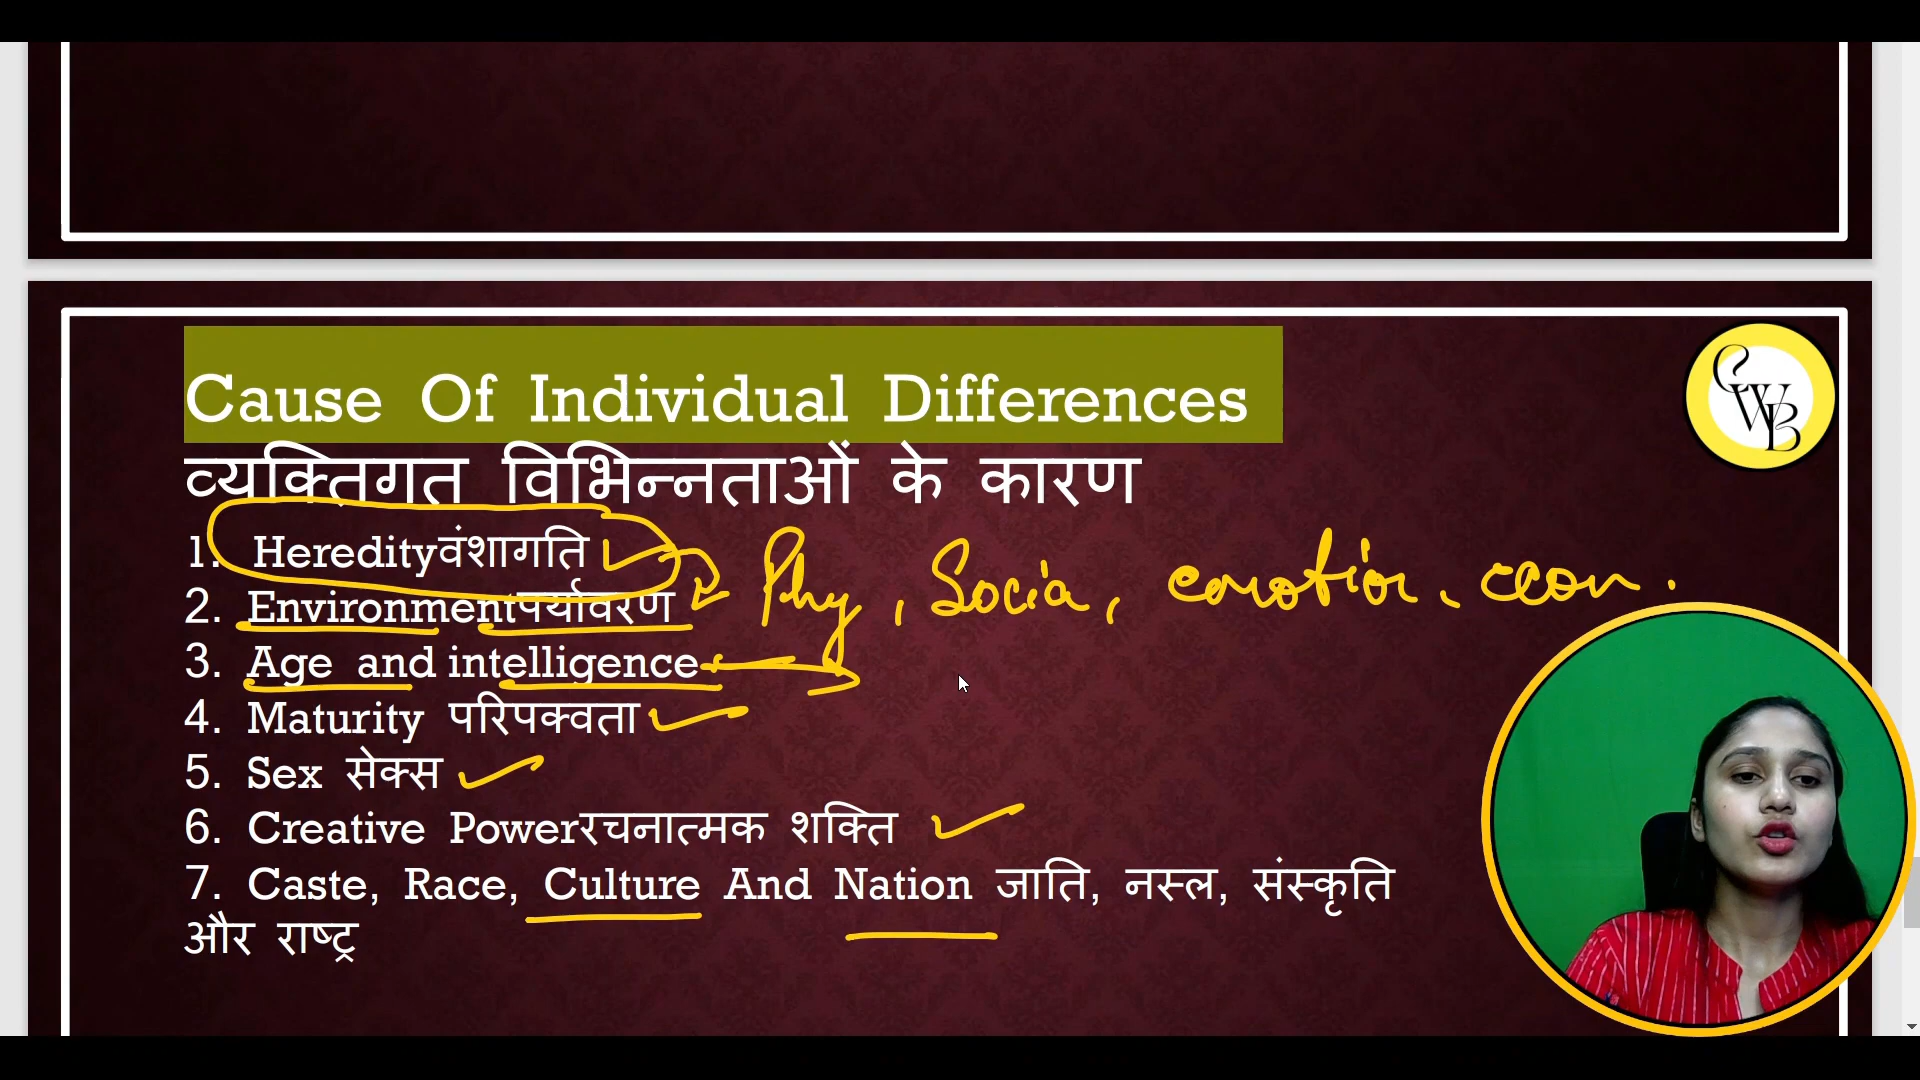 Cause Of Individual Differences
व्यक्तिगत विभिन्नताओं के कारण
1. Heredityवंशागति
2. Environmentपर्यावरण
Phy, Socia, emotion, econ.
3. Age and intelligence
4. Maturity परिपक्वता
5. Sex सेक्स
6. Creative Powerरचनात्मक शक्ति
7. Caste, Race, Culture And Nation जाति, नस्ल, संस्कृति
और राष्ट्र
CWB